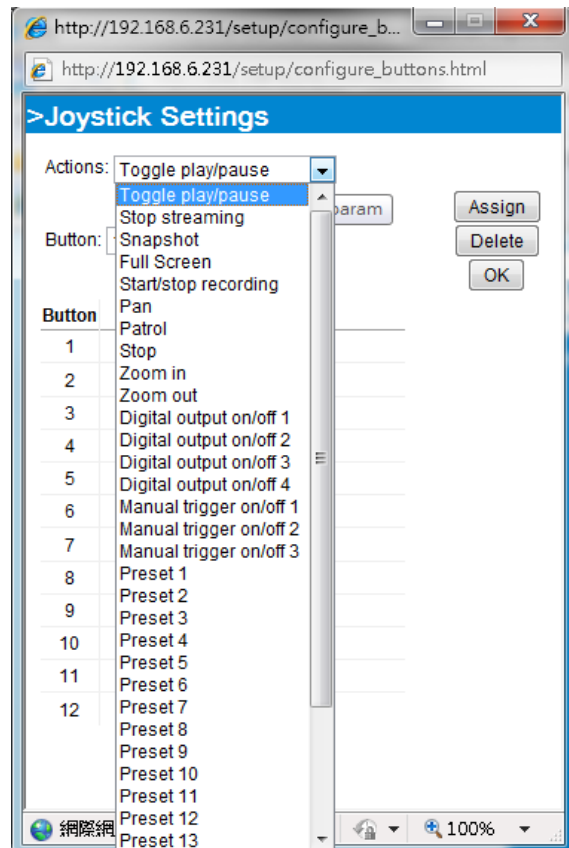 http://192.168.6.231/setup/configure_b...
http://192.168.6.231/setup/configure_buttons.html
>Joystick Settings
Actions: Toggle play/pause
Toggle play/pause
param
Assign
Stop streaming
Button: Snapshot
Delete
Full Screen
OK
Start/stop recording
Button
Pan
Patrol
1
Stop
2
Zoom in
Zoom out
3
Digital output on/off 1
4
Digital output on/off 2
Digital output on/off 3
5
Digital output on/off 4
6
Manual trigger on/off 1
Manual trigger on/off 2
7
Manual trigger on/off 3
8
Preset 1
Preset 2
9
Preset 3
10
Preset 4
Preset 5
11
Preset 6
12
Preset 7
Preset 8
Preset 9
Preset 10
Preset 11
Preset 12
網際網
100%
Preset 13